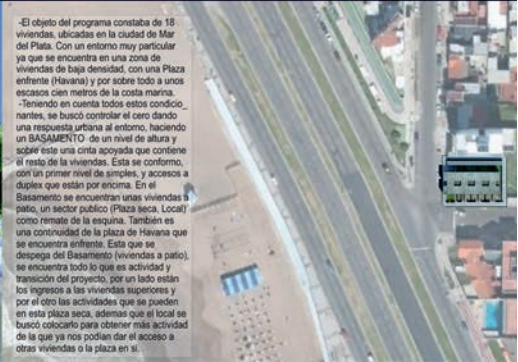 -El objeto del programa constaba de 18
viviendas, ubicadas en la ciudad de Mar
del Plata. Con un entorno muy particular
ya que se encuentra en una zona de
viviendas de baja densidad, con una Plaza
enfrente (Havana) y por sobre todo a unos
escasos cien metros de la costa marina.
-Teniendo en cuenta todos estos condicio_
nantes, se buscó controlar el cero dando
una respuesta urbana al entorno, haciendo
un BASAMENTO de un nivel de altura y
sobre este una cinta apoyada que contiene
el resto de la viviendas. Esta se conformo,
con un primer nivel de simples, y accesos a
duplex que están por encima. En el
Basamento se encuentran unas viviendas a
patio, un sector publico (Plaza seca, Local)
como remate de la esquina. También es
una continuidad de la plaza de Havana que
se encuentra enfrente. Esta que se
despega del Basamento (viviendas a patio),
se encuentra todo lo que es actividad y
transición del proyecto, por un lado están
los ingresos a las viviendas superiores y
por el otro las actividades que se pueden
en esta plaza seca, ademas que el local se
buscó colocarlo para obtener más actividad
de la que ya nos podían dar el acceso a
otras viviendas o la plaza en si.